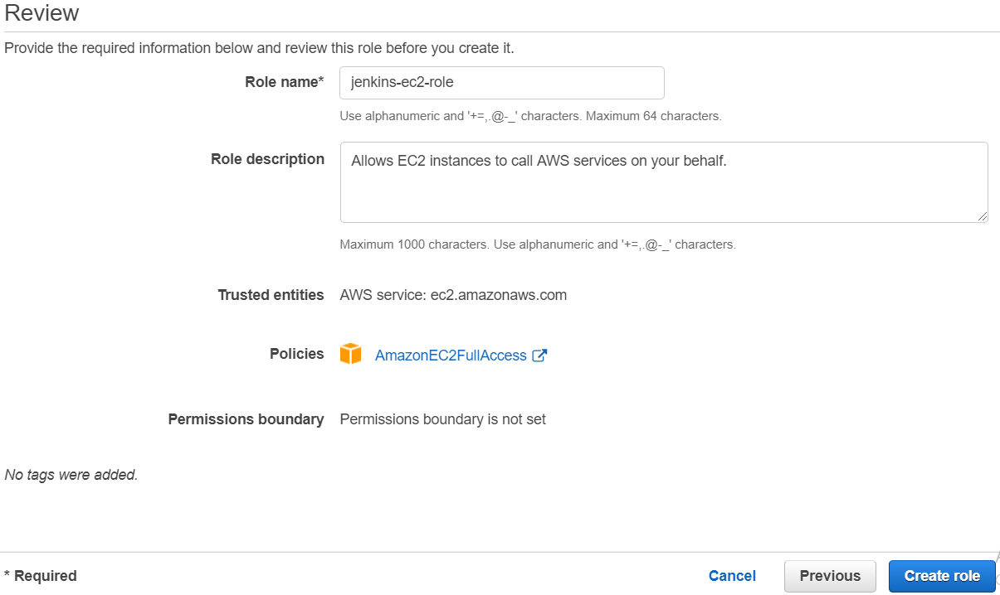 Review
Provide the required information below and review this role before you create it.
Role name* jenkins-ec2-role
Use alphanumeric and '+=,.@-_' characters. Maximum 64 characters.
Role description Allows EC2 instances to call AWS services on your behalf.
Maximum 1000 characters. Use alphanumeric and '+=,.@-_' characters.
Trusted entities AWS service: ec2.amazonaws.com
Policies AmazonEC2FullAccess
Permissions boundary Permissions boundary is not set
No tags were added.
* Required Cancel Previous Create role